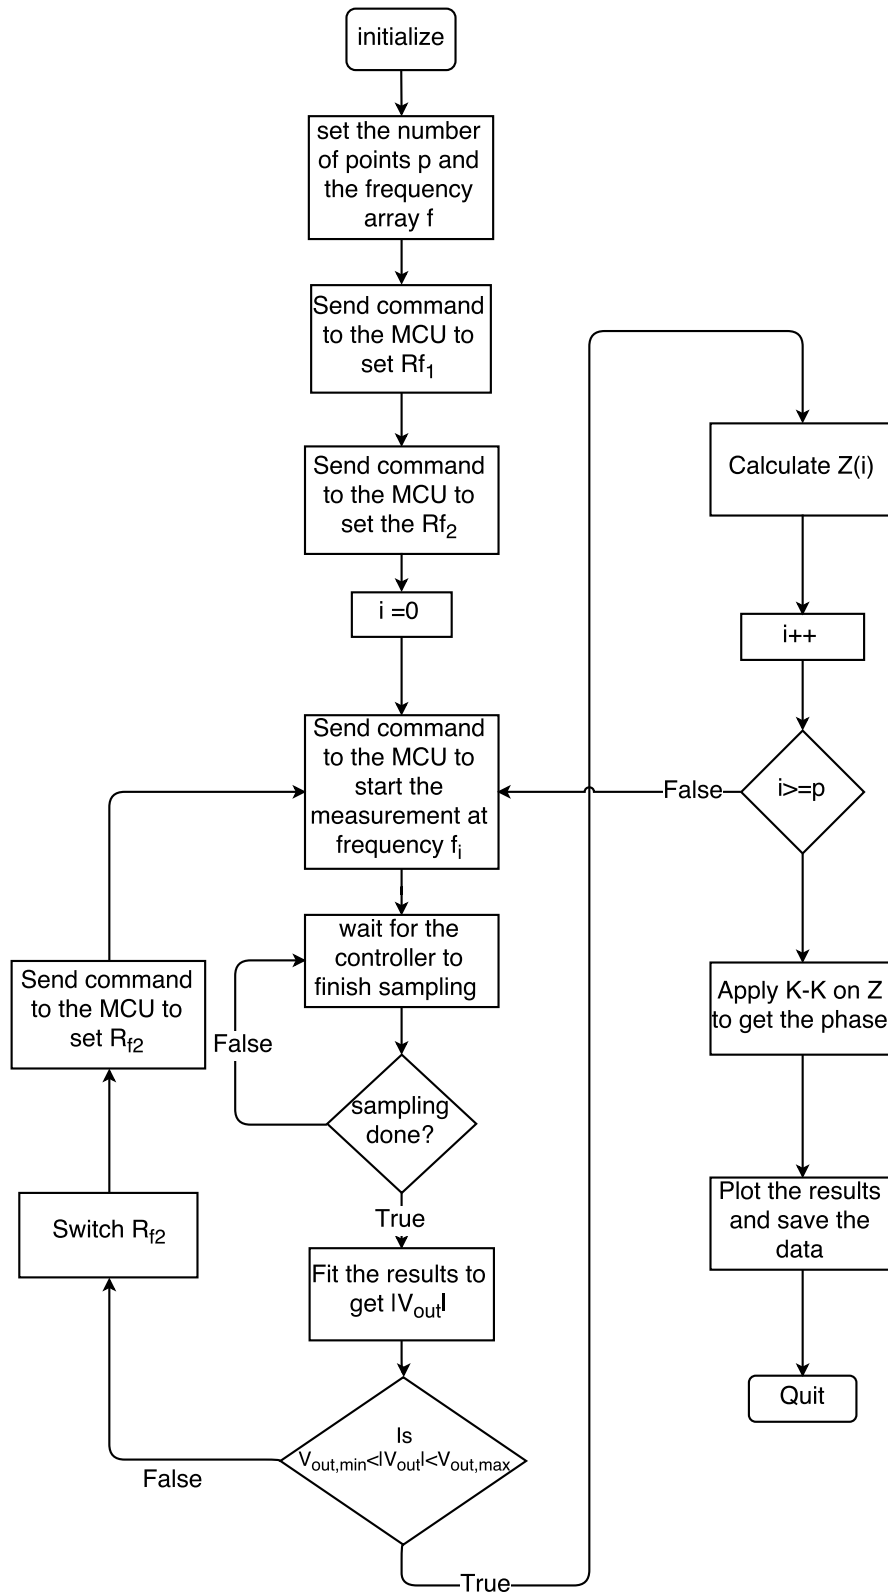 initialize
set the number
of points p and
the frequency
array f
Send command
to the MCU to
set Rf₁
Send command
to the MCU to
set the Rf₂
i =0
Send command
to the MCU to
start the
measurement at
frequency fᵢ
wait for the
controller to
finish sampling
False
sampling
done?
True
Fit the results to
get |Vout|
Is
Vout,min<|Vout|<Vout,max
False
True
Switch Rf2
Send command
to the MCU to
set Rf2
Calculate Z(i)
i++
i>=p
False
Apply K-K on Z
to get the phase
Plot the results
and save the
data
Quit